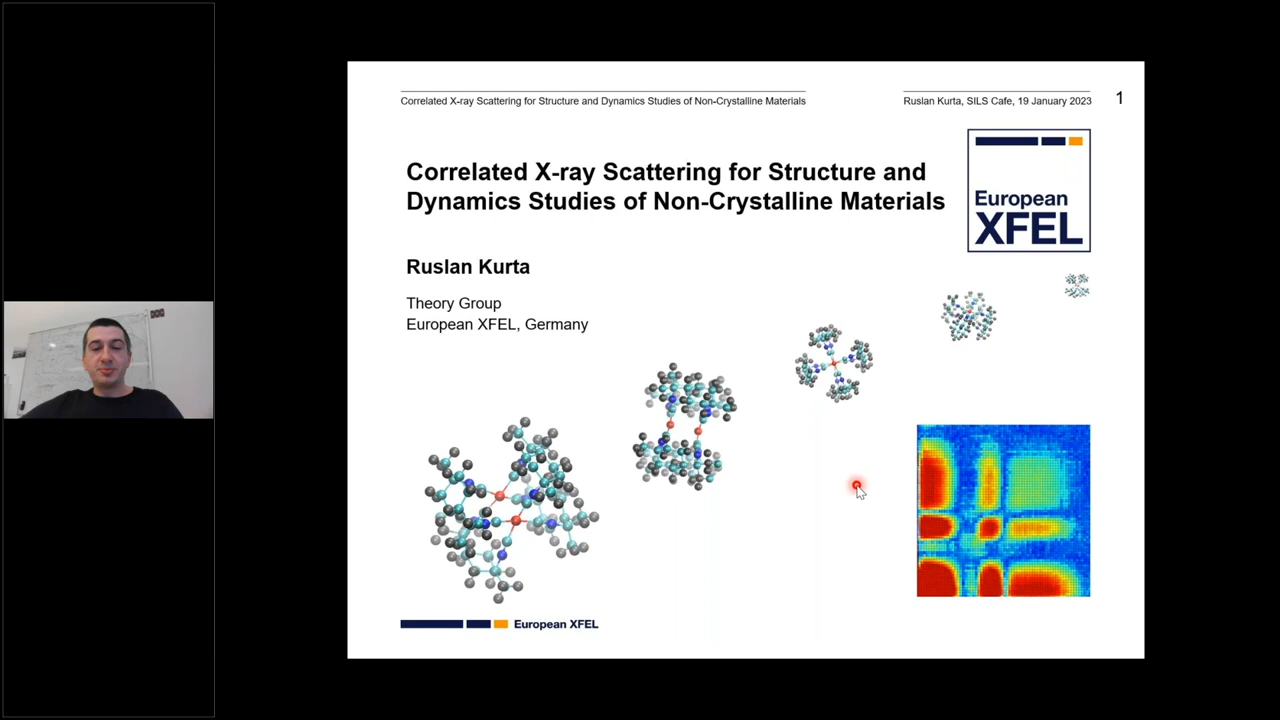 Correlated X-ray Scattering for Structure and Dynamics Studies of Non-Crystalline Materials
Ruslan Kurta, SILS Cafe, 19 January 2023
1
Correlated X-ray Scattering for Structure and
Dynamics Studies of Non-Crystalline Materials
European
XFEL
Ruslan Kurta
Theory Group
European XFEL, Germany
European XFEL